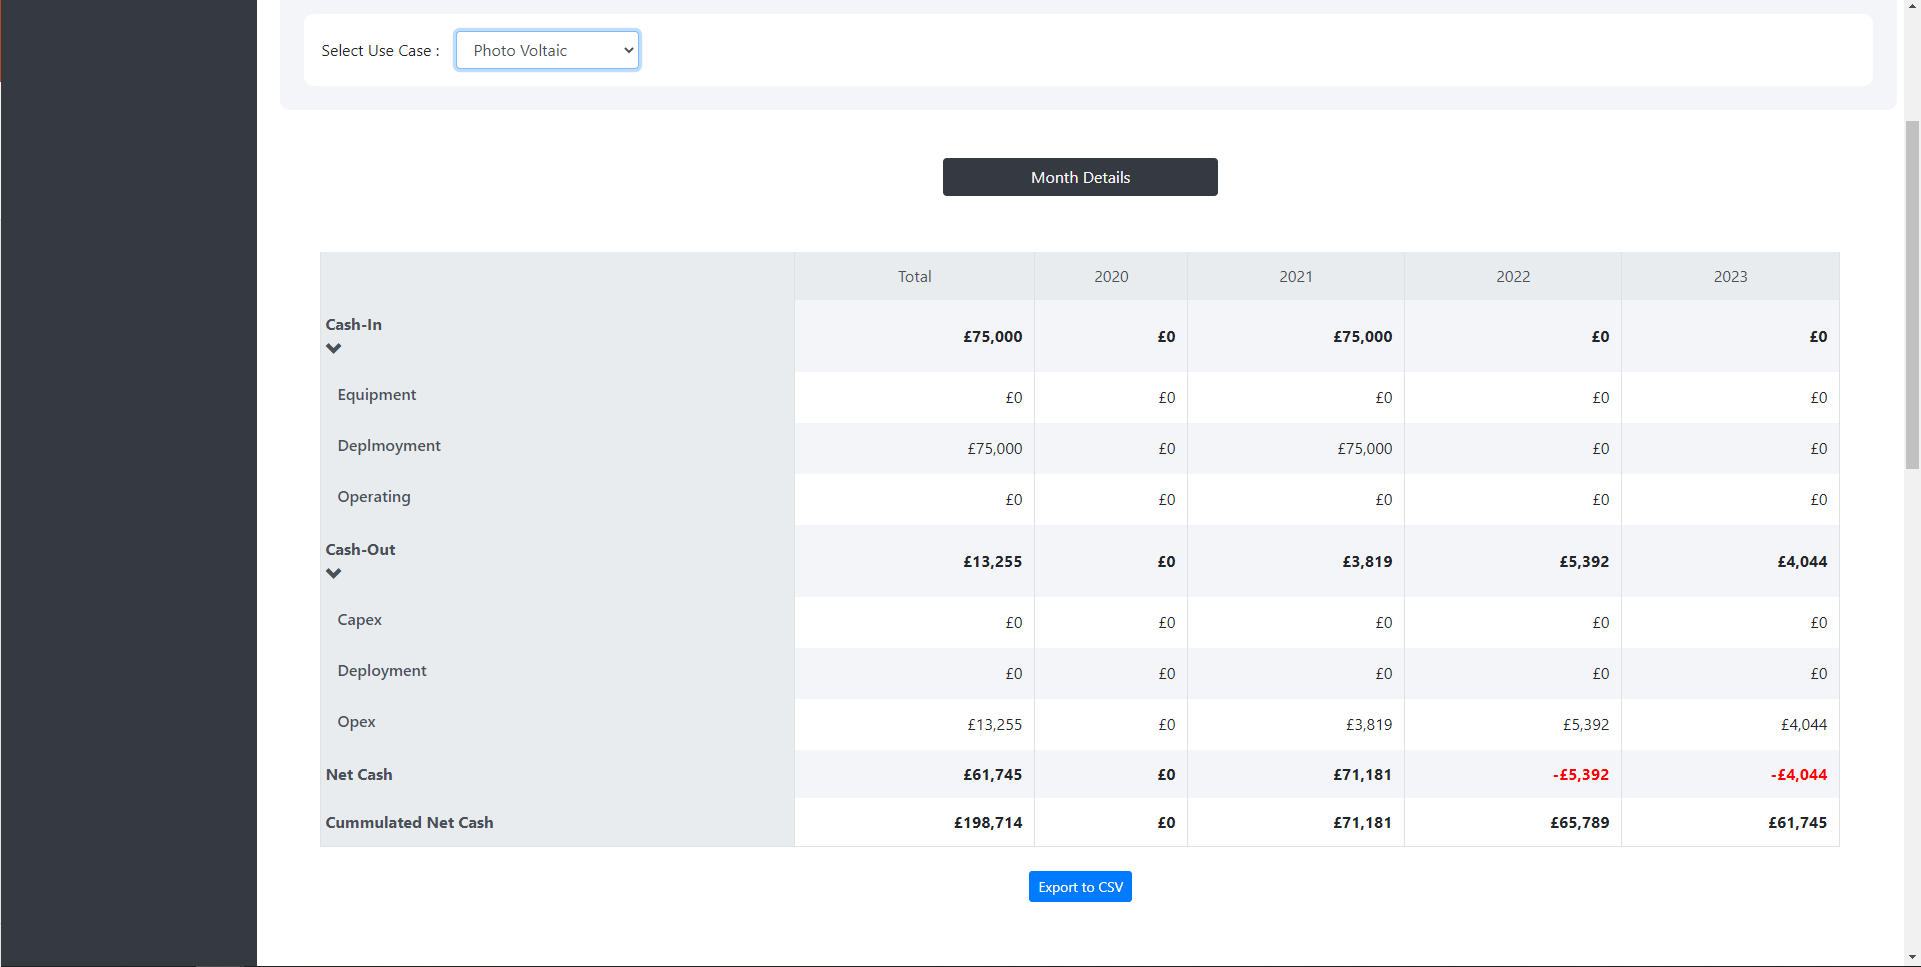 Select Use Case :
Photo Voltaic
Month Details
Total 2020 2021 2022 2023
Cash-In £75,000 £0 £75,000 £0 £0
Equipment £0 £0 £0 £0 £0
Deplmoyment £75,000 £0 £75,000 £0 £0
Operating £0 £0 £0 £0 £0
Cash-Out £13,255 £0 £3,819 £5,392 £4,044
Capex £0 £0 £0 £0 £0
Deployment £0 £0 £0 £0 £0
Opex £13,255 £0 £3,819 £5,392 £4,044
Net Cash £61,745 £0 £71,181 -£5,392 -£4,044
Cummulated Net Cash £198,714 £0 £71,181 £65,789 £61,745
Export to CSV